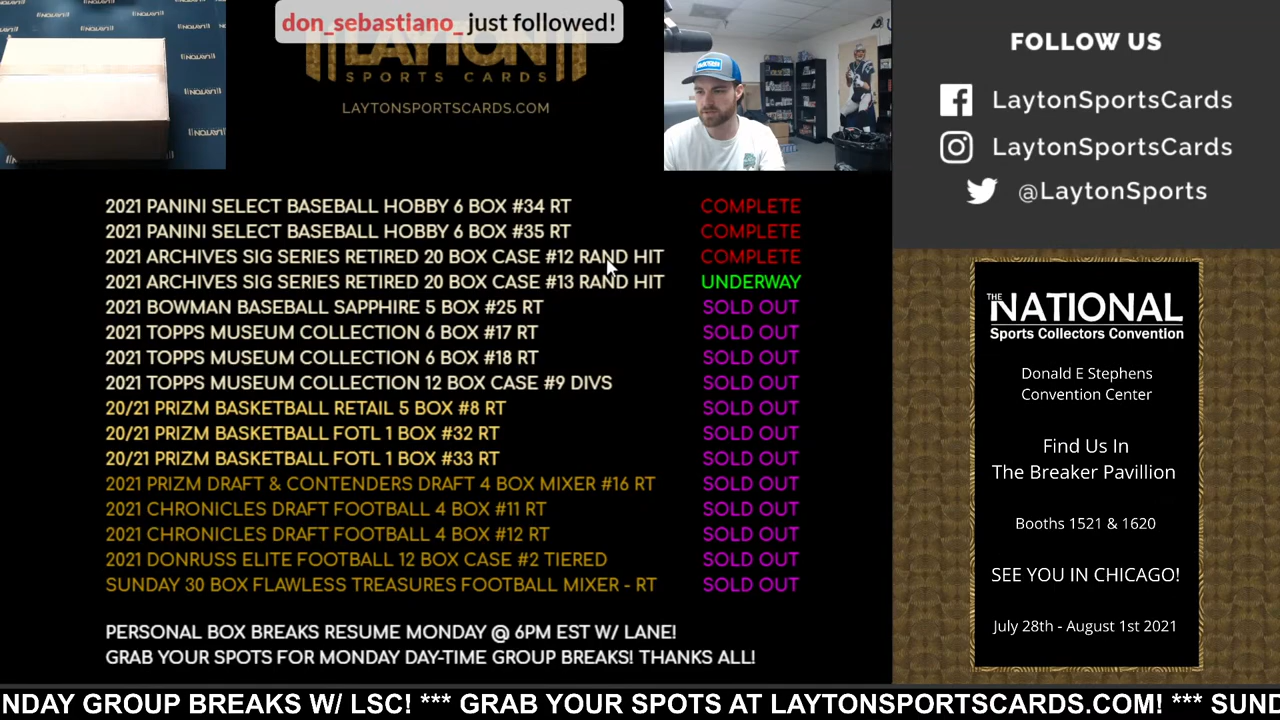 don_sebastiano_ just followed!
LAYTON
SPORTS CARDS
LAYTONSPORTSCARDS.COM
FOLLOW US
LaytonSportsCards
LaytonSportsCards
@LaytonSports
2021 PANINI SELECT BASEBALL HOBBY 6 BOX #34 RT COMPLETE
2021 PANINI SELECT BASEBALL HOBBY 6 BOX #35 RT COMPLETE
2021 ARCHIVES SIG SERIES RETIRED 20 BOX CASE #12 RAND HIT COMPLETE
2021 ARCHIVES SIG SERIES RETIRED 20 BOX CASE #13 RAND HIT UNDERWAY
2021 BOWMAN BASEBALL SAPPHIRE 5 BOX #25 RT SOLD OUT
2021 TOPPS MUSEUM COLLECTION 6 BOX #17 RT SOLD OUT
2021 TOPPS MUSEUM COLLECTION 6 BOX #18 RT SOLD OUT
2021 TOPPS MUSEUM COLLECTION 12 BOX CASE #9 DIVS SOLD OUT
20/21 PRIZM BASKETBALL RETAIL 5 BOX #8 RT SOLD OUT
20/21 PRIZM BASKETBALL FOTL 1 BOX #32 RT SOLD OUT
20/21 PRIZM BASKETBALL FOTL 1 BOX #33 RT SOLD OUT
2021 PRIZM DRAFT & CONTENDERS DRAFT 4 BOX MIXER #16 RT SOLD OUT
2021 CHRONICLES DRAFT FOOTBALL 4 BOX #11 RT SOLD OUT
2021 CHRONICLES DRAFT FOOTBALL 4 BOX #12 RT SOLD OUT
2021 DONRUSS ELITE FOOTBALL 12 BOX CASE #2 TIERED SOLD OUT
SUNDAY 30 BOX FLAWLESS TREASURES FOOTBALL MIXER - RT SOLD OUT
PERSONAL BOX BREAKS RESUME MONDAY @ 6PM EST W/ LANE!
GRAB YOUR SPOTS FOR MONDAY DAY-TIME GROUP BREAKS! THANKS ALL!
THE
NATIONAL
Sports Collectors Convention
Donald E Stephens
Convention Center
Find Us In
The Breaker Pavillion
Booths 1521 & 1620
SEE YOU IN CHICAGO!
July 28th - August 1st 2021
NDAY GROUP BREAKS W/ LSC! *** GRAB YOUR SPOTS AT LAYTONSPORTSCARDS.COM! *** SUND